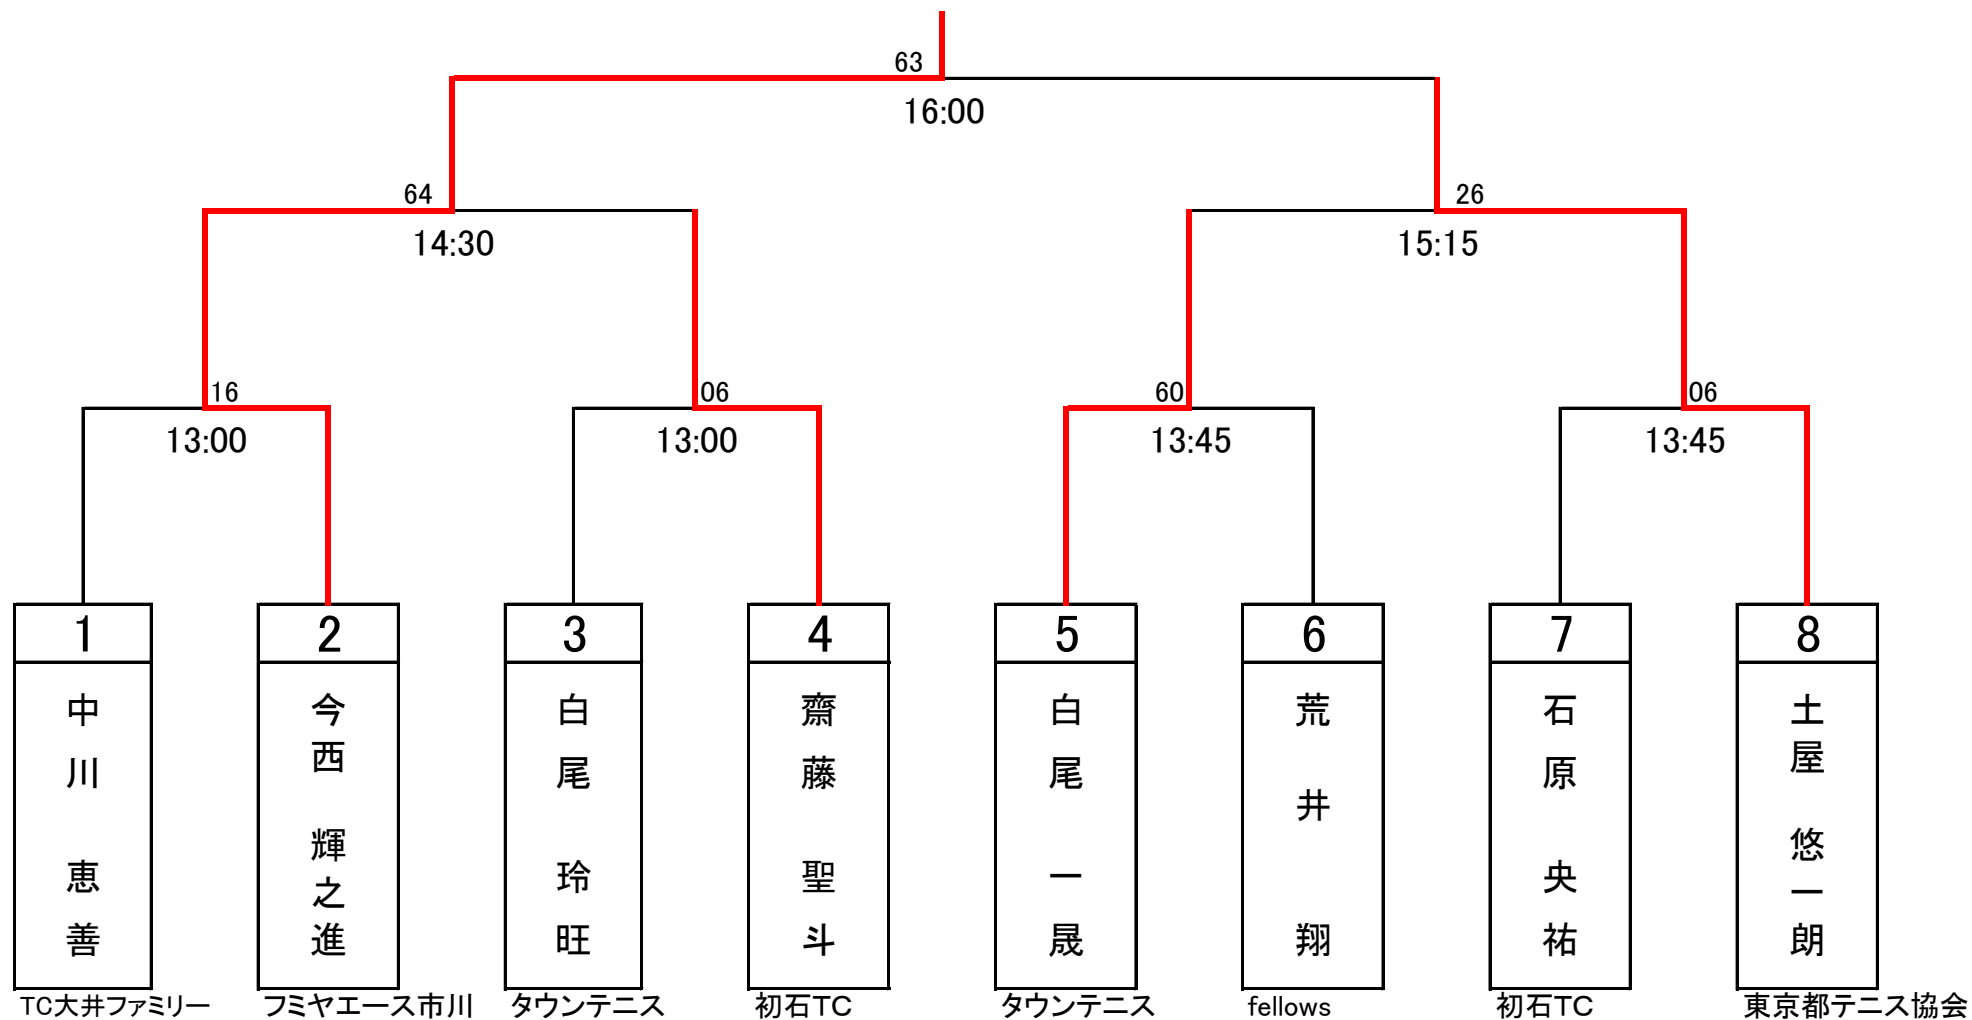 63
16:00
64
26
14:30
15:15
16
06
60
06
13:00
13:00
13:45
13:45
1
2
3
4
5
6
7
8
中川 恵善
今西 輝之進
白尾 玲旺
齋藤 聖斗
白尾 一晟
荒井 翔
石原 央祐
土屋 悠一朗
TC大井ファミリー
フミヤエース市川
タウンテニス
初石TC
タウンテニス
fellows
初石TC
東京都テニス協会